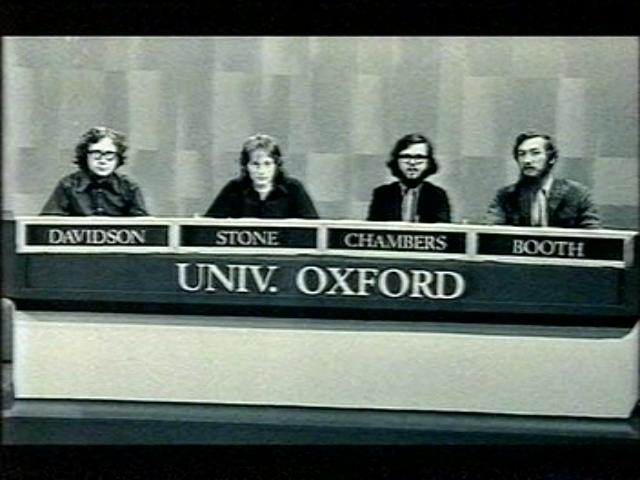 DAVIDSON STONE CHAMBERS BOOTH
UNIV. OXFORD